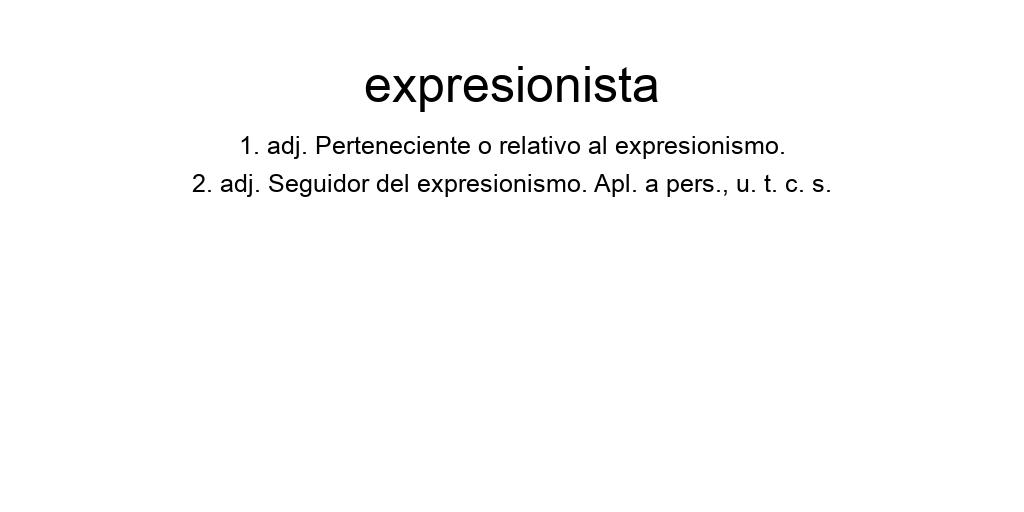 expresionista
1. adj. Perteneciente o relativo al expresionismo.
2. adj. Seguidor del expresionismo. Apl. a pers., u. t. c. s.